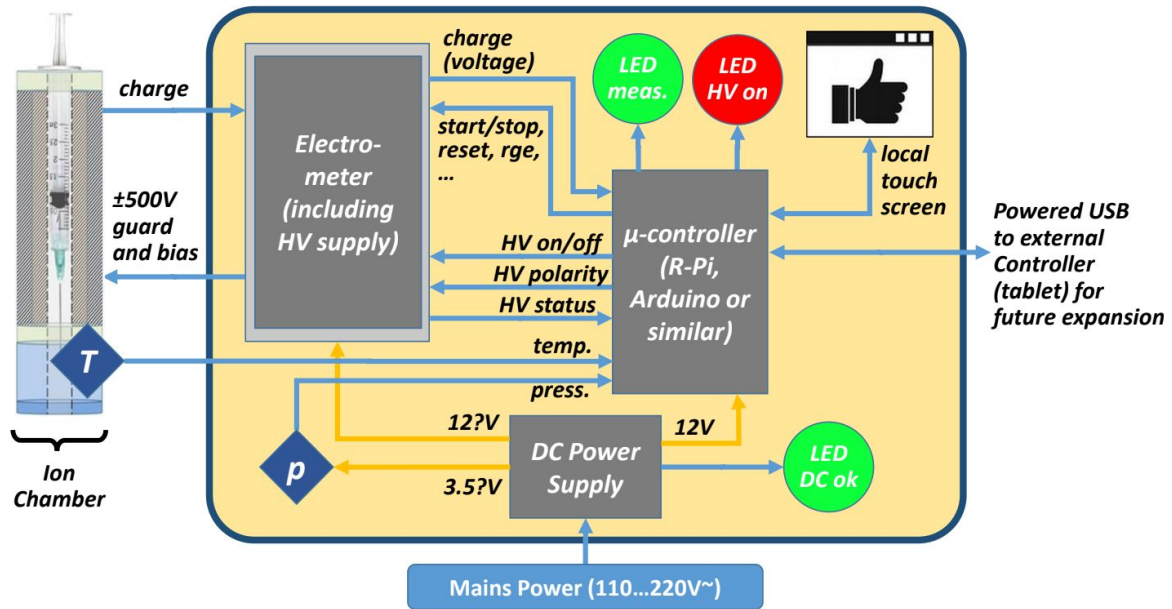 charge
±500V
guard
and bias
T
Ion
Chamber
Electro-
meter
(including
HV supply)
charge
(voltage)
start/stop,
reset, rge,
...
HV on/off
HV polarity
HV status
temp.
press.
LED
meas.
LED
HV on
local
touch
screen
μ-controller
(R-Pi,
Arduino or
similar)
Powered USB
to external
Controller
(tablet) for
future expansion
p
12?V
3.5?V
12V
DC Power
Supply
LED
DC ok
Mains Power (110...220V~)